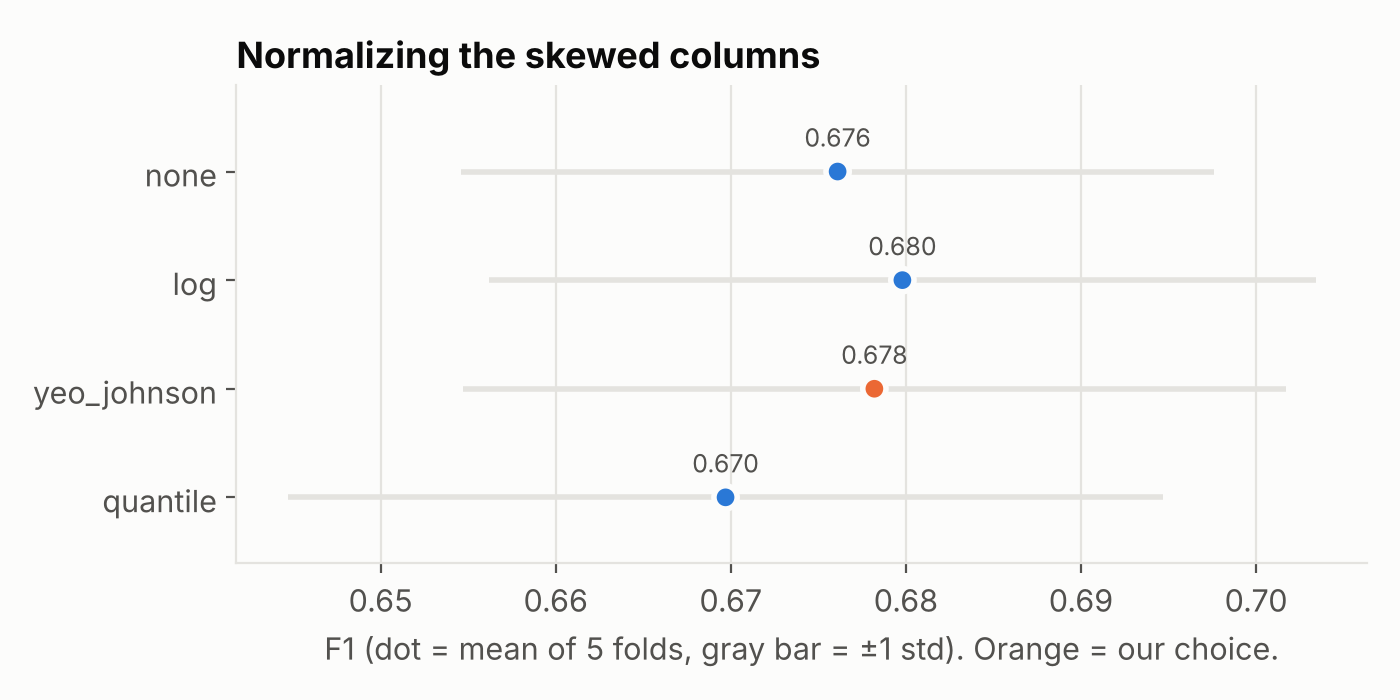 Normalizing the skewed columns
0.676
none
0.680
log
0.678
yeo_johnson
0.670
quantile
0.65 0.66 0.67 0.68 0.69 0.70
F1 (dot = mean of 5 folds, gray bar = ±1 std). Orange = our choice.